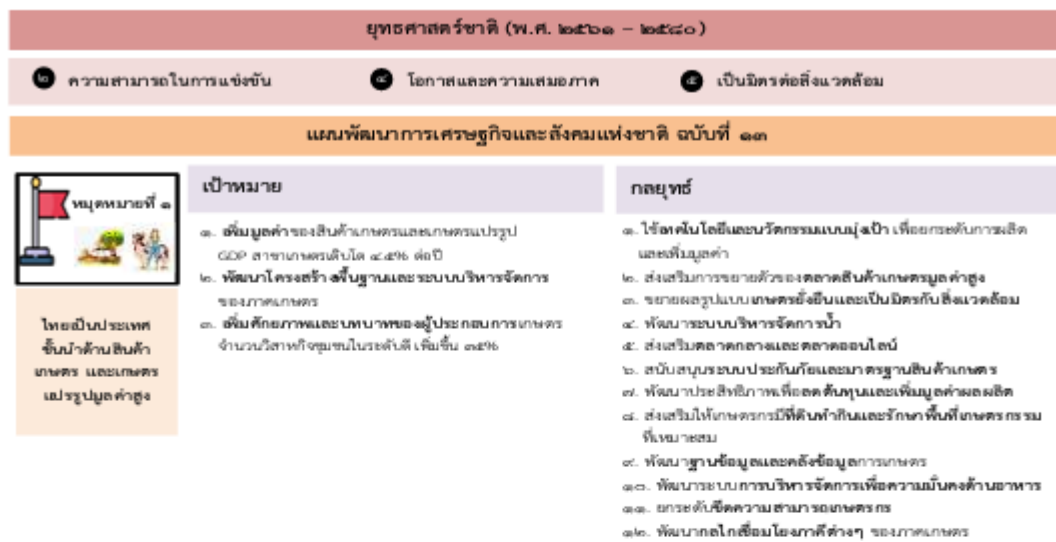 ยุทธศาสตร์ชาติ (พ.ศ. ๒๕๖๑ – ๒๕๘๐)
๒ ความสามารถในการแข่งขัน ๔ โอกาสและความเสมอภาค ๕ เป็นมิตรต่อสิ่งแวดล้อม
แผนพัฒนาการเศรษฐกิจและสังคมแห่งชาติ ฉบับที่ ๑๓
หมุดหมายที่ ๑
ไทยเป็นประเทศ
ชั้นนำด้านสินค้า
เกษตร และเกษตร
แปรรูปมูลค่าสูง
เป้าหมาย
๑. เพิ่มมูลค่าของสินค้าเกษตรและเกษตรแปรรูป
GDP สาขาเกษตรเติบโต ๔.๕% ต่อปี
๒. พัฒนาโครงสร้างพื้นฐานและระบบบริหารจัดการ
ของภาคเกษตร
๓. เพิ่มศักยภาพและบทบาทของผู้ประกอบการเกษตร
จำนวนวิสาหกิจชุมชนในระดับดี เพิ่มขึ้น ๓๕%
กลยุทธ์
๑. ใช้เทคโนโลยีและนวัตกรรมแบบมุ่งเป้า เพื่อยกระดับการผลิต
และเพิ่มมูลค่า
๒. ส่งเสริมการขยายตัวของตลาดสินค้าเกษตรมูลค่าสูง
๓. ขยายผลรูปแบบเกษตรยั่งยืนและเป็นมิตรกับสิ่งแวดล้อม
๔. พัฒนาระบบบริหารจัดการน้ำ
๕. ส่งเสริมตลาดกลางและตลาดออนไลน์
๖. สนับสนุนระบบประกันภัยและมาตรฐานสินค้าเกษตร
๗. พัฒนาประสิทธิภาพเพื่อลดต้นทุนและเพิ่มมูลค่าผลผลิต
๘. ส่งเสริมให้เกษตรกรมีที่ดินทำกินและรักษาพื้นที่เกษตรกรรม
ที่เหมาะสม
๙. พัฒนาฐานข้อมูลและคลังข้อมูลการเกษตร
๑๐. พัฒนาระบบการบริหารจัดการเพื่อความมั่นคงด้านอาหาร
๑๑. ยกระดับขีดความสามารถเกษตรกร
๑๒. พัฒนากลไกเชื่อมโยงภาคีต่างๆ ของภาคเกษตร